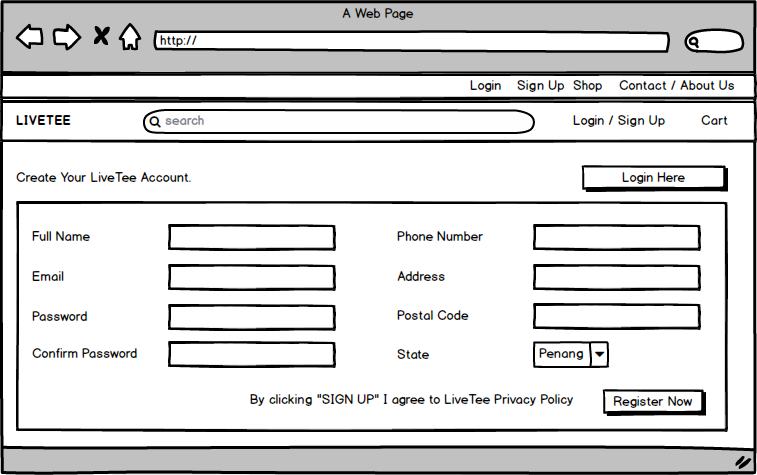 A Web Page
http://
Login Sign Up Shop Contact / About Us
LIVETEE search Login / Sign Up Cart
Create Your LiveTee Account. Login Here
Full Name Phone Number
Email Address
Password Postal Code
Confirm Password State Penang
By clicking "SIGN UP" I agree to LiveTee Privacy Policy Register Now